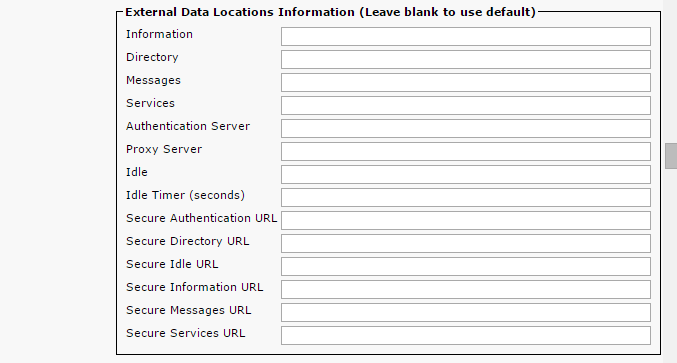 External Data Locations Information (Leave blank to use default)
Information
Directory
Messages
Services
Authentication Server
Proxy Server
Idle
Idle Timer (seconds)
Secure Authentication URL
Secure Directory URL
Secure Idle URL
Secure Information URL
Secure Messages URL
Secure Services URL